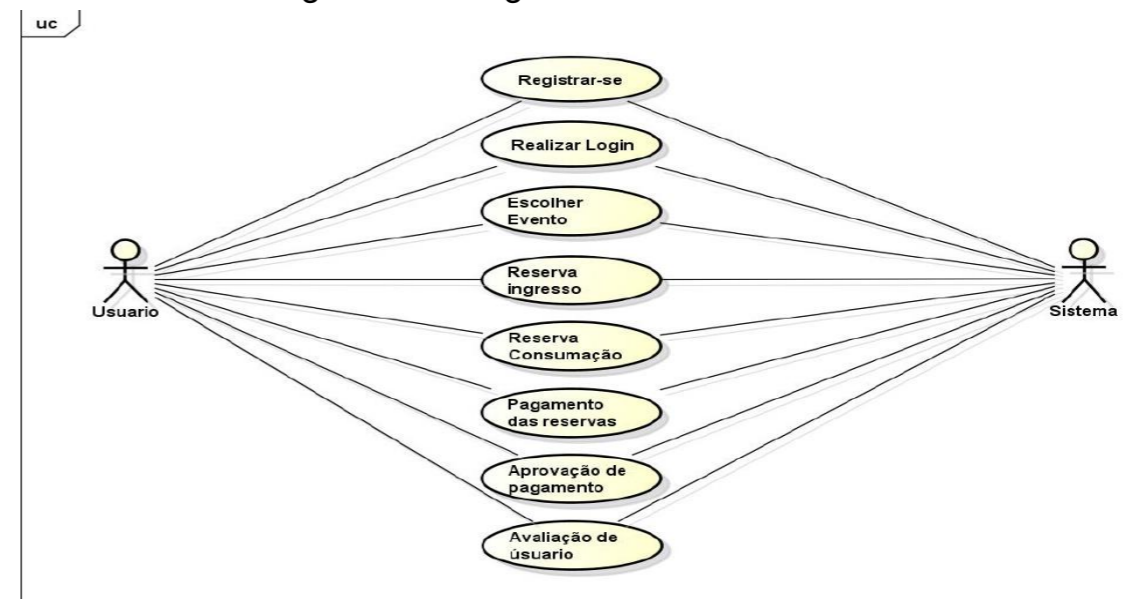 uc
Registrar-se
Realizar Login
Escolher
Evento
Reserva
ingresso
Usuario
Sistema
Reserva
Consumação
Pagamento
das reservas
Aprovação de
pagamento
Avaliação de
úsuario